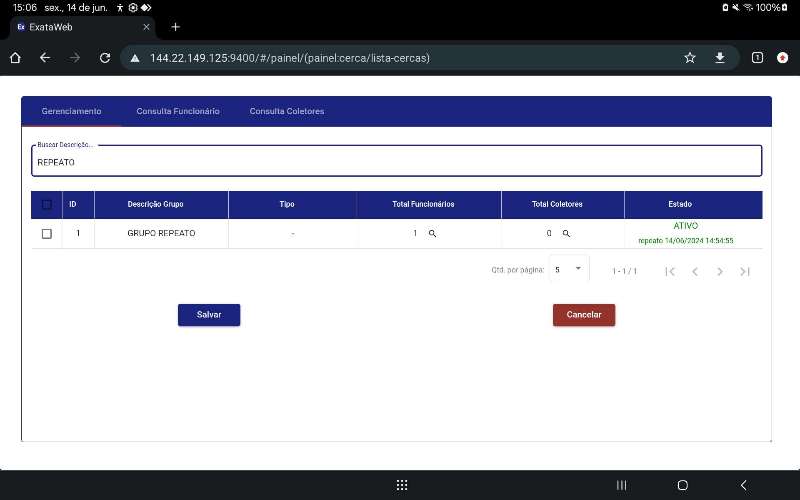 15:06 sex., 14 de jun. 100%
Ex ExataWeb
144.22.149.125:9400/#/painel/(painel:cerca/lista-cercas) 1
Gerenciamento Consulta Funcionário Consulta Coletores
Buscar Descrição...
REPEATO
ID Descrição Grupo Tipo Total Funcionários Total Coletores Estado
1 GRUPO REPEATO - 1 0 ATIVO
repeato 14/06/2024 14:54:55
Qtd. por página: 5 1 - 1 / 1
Salvar Cancelar